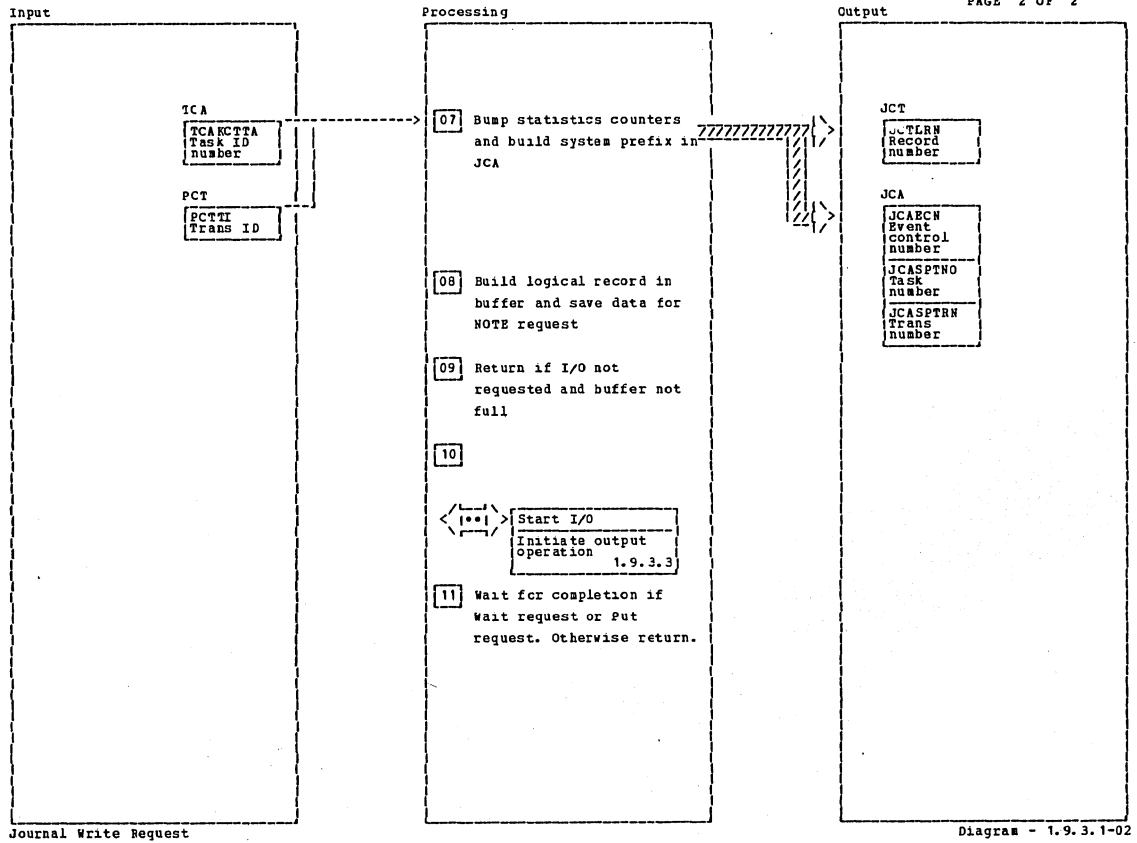 PAGE 2 OF 2
Input
Processing
Output
TCA
TCAKCTTA
Task ID
number
PCT
PCTTI
Trans ID
07 Bump statistics counters
and build system prefix in
JCA
08 Build logical record in
buffer and save data for
NOTE request
09 Return if I/O not
requested and buffer not
full
10
Start I/O
Initiate output
operation
1.9.3.3
11 Wait for completion if
Wait request or Put
request. Otherwise return.
JCT
JCTLRN
Record
number
JCA
JCAECN
Event
control
number
JCASPTNO
Task
number
JCASPTRN
Trans
number
Journal Write Request
Diagram - 1.9.3.1-02